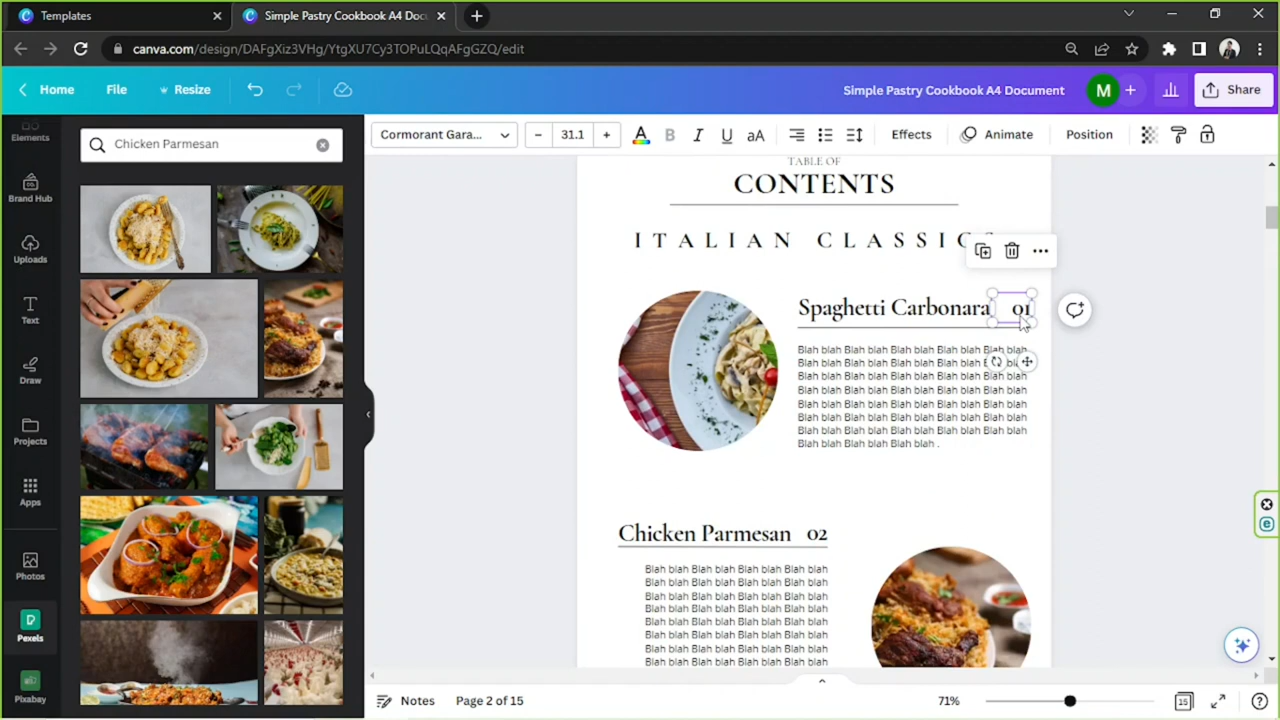 Templates
Simple Pastry Cookbook A4 Docu
canva.com/design/DAFgXiz3VHg/YtgXU7Cy3TOPuLQqAFgGZQ/edit
Home
File
Resize
Simple Pastry Cookbook A4 Document
M
Share
Elements
Brand Hub
Uploads
Text
Draw
Projects
Apps
Photos
Pexels
Pixabay
Chicken Parmesan
Cormorant Gara...
31.1
A
B
I
U
aA
Effects
Animate
Position
TABLE OF
CONTENTS
ITALIAN CLASSICS
Spaghetti Carbonara 01
Blah blah Blah blah Blah blah Blah blah Blah blah
Blah blah Blah blah Blah blah Blah blah Blah blah
Blah blah Blah blah Blah blah Blah blah Blah blah
Blah blah Blah blah Blah blah Blah blah Blah blah
Blah blah Blah blah Blah blah Blah blah Blah blah
Blah blah Blah blah Blah blah Blah blah Blah blah
Blah blah Blah blah Blah blah Blah blah Blah blah
Blah blah Blah blah Blah blah .
Chicken Parmesan 02
Blah blah Blah blah Blah blah Blah blah
Blah blah Blah blah Blah blah Blah blah
Blah blah Blah blah Blah blah Blah blah
Blah blah Blah blah Blah blah Blah blah
Blah blah Blah blah Blah blah Blah blah
Blah blah Blah blah Blah blah Blah blah
Blah blah Blah blah Blah blah Blah blah
Blah blah Blah blah Blah blah Blah blah
Notes
Page 2 of 15
71%
15